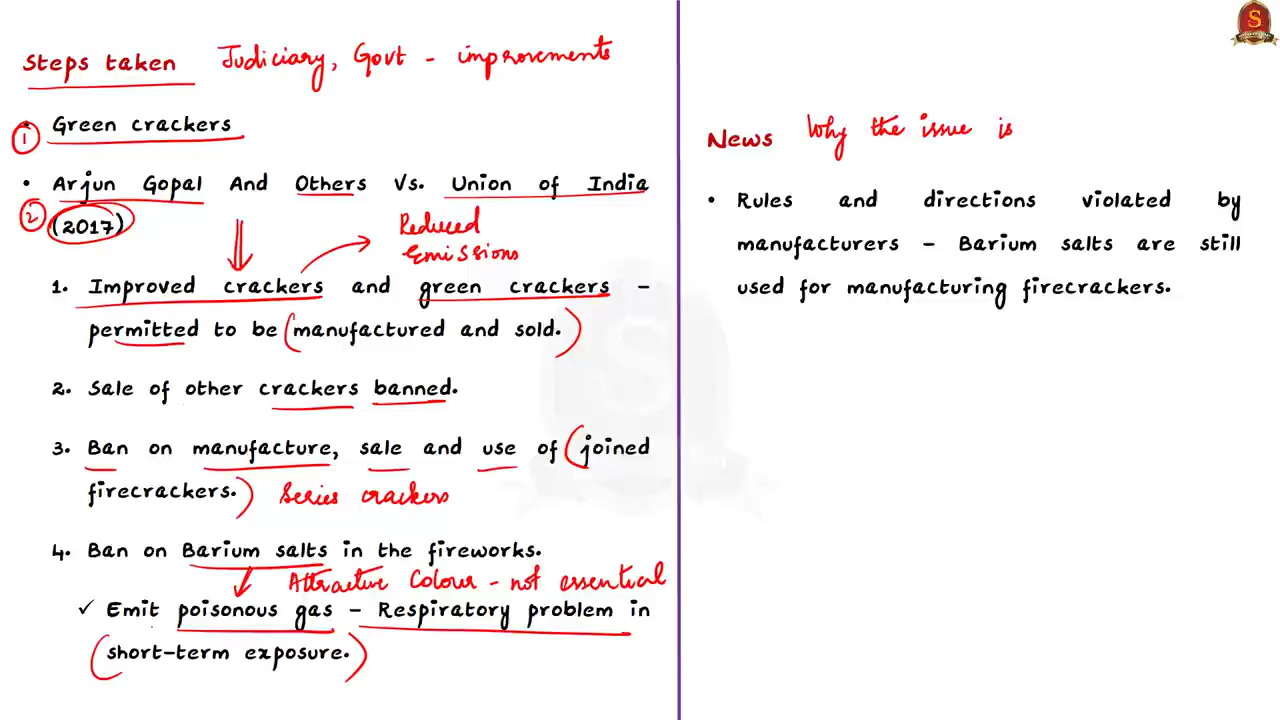 Steps taken Judiciary, Govt - improvements
① Green crackers
• Arjun Gopal And Others Vs. Union of India
② (2017)
Reduced
Emissions
1. Improved crackers and green crackers -
permitted to be (manufactured and sold.)
2. Sale of other crackers banned.
3. Ban on manufacture, sale and use of (joined
firecrackers.) Series crackers
4. Ban on Barium salts in the fireworks.
Attractive Colour - not essential
✓ Emit poisonous gas - Respiratory problem in
(short-term exposure.)
News Why the issue is
• Rules and directions violated by
manufacturers - Barium salts are still
used for manufacturing firecrackers.
S